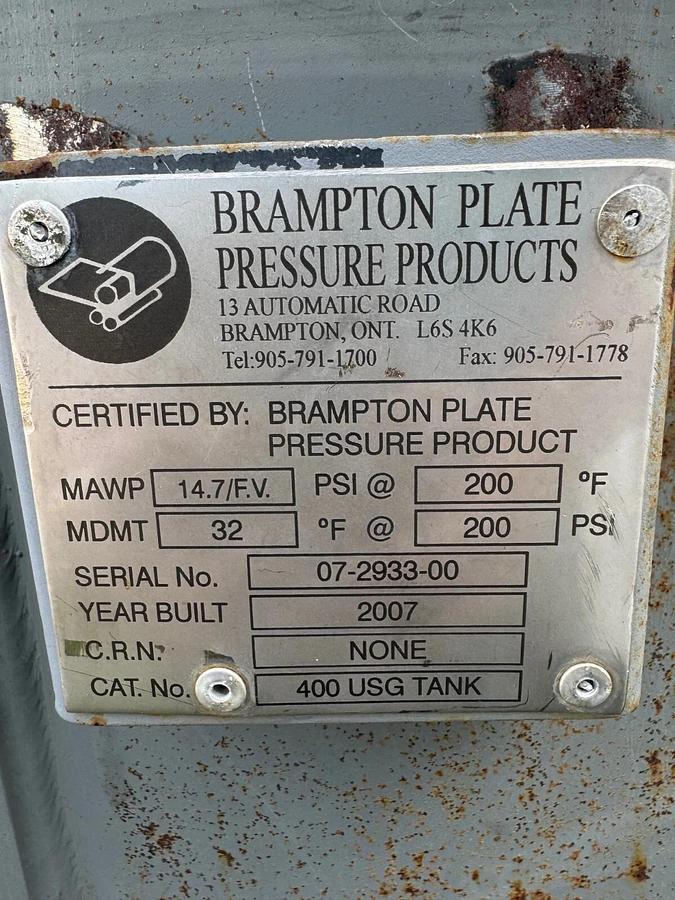 BRAMPTON PLATE
PRESSURE PRODUCTS
13 AUTOMATIC ROAD
BRAMPTON, ONT. L6S 4K6
Tel:905-791-1700 Fax: 905-791-1778
CERTIFIED BY: BRAMPTON PLATE
PRESSURE PRODUCT
MAWP 14.7/F.V. PSI @ 200 ºF
MDMT 32 ºF @ 200 PSI
SERIAL No. 07-2933-00
YEAR BUILT 2007
C.R.N. NONE
CAT. No. 400 USG TANK